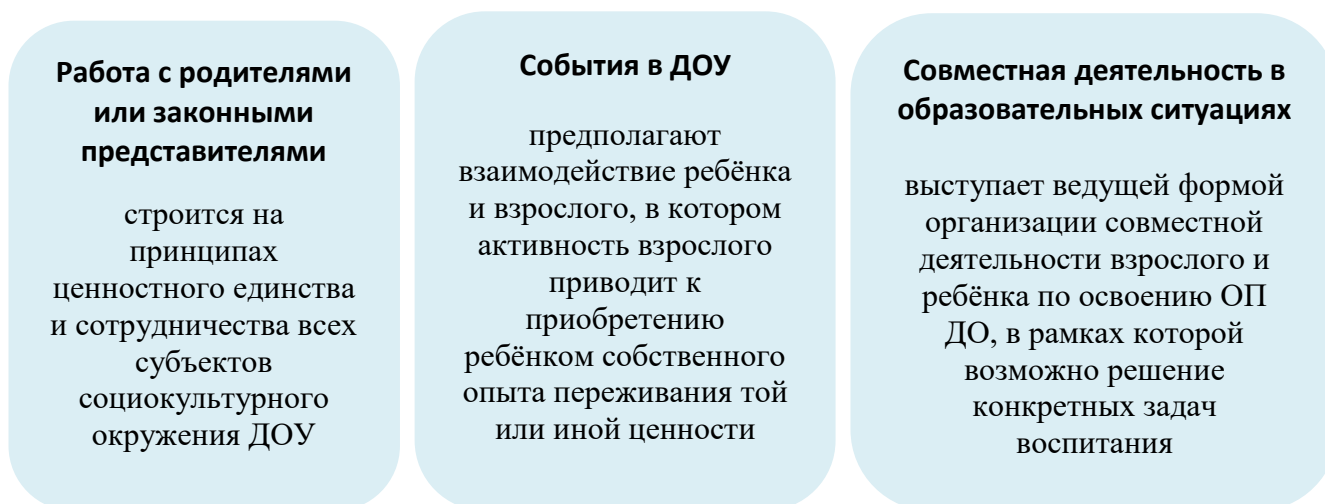 Работа с родителями
или законными
представителями
строится на
принципах
ценностного единства
и сотрудничества всех
субъектов
социокультурного
окружения ДОУ
События в ДОУ
предполагают
взаимодействие ребёнка
и взрослого, в котором
активность взрослого
приводит к
приобретению
ребёнком собственного
опыта переживания той
или иной ценности
Совместная деятельность в
образовательных ситуациях
выступает ведущей формой
организации совместной
деятельности взрослого и
ребёнка по освоению ОП
ДО, в рамках которой
возможно решение
конкретных задач
воспитания